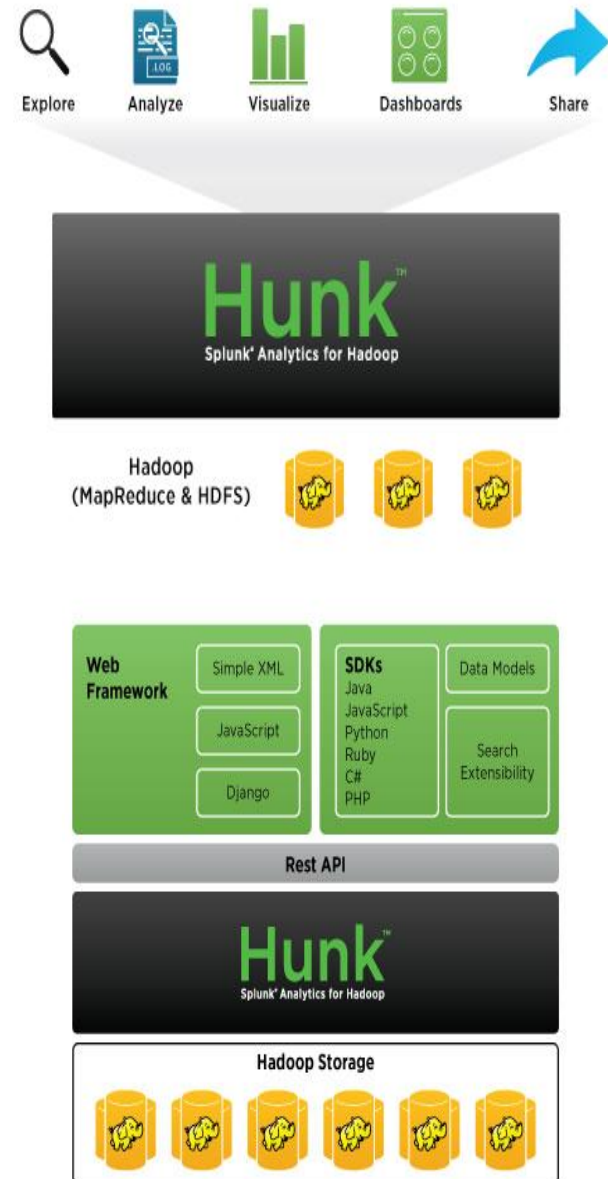 Explore Analyze Visualize Dashboards Share
.LOG
Hunk™
Splunk® Analytics for Hadoop
Hadoop
(MapReduce & HDFS)
Web
Framework
Simple XML
JavaScript
Django
SDKs
Java
JavaScript
Python
Ruby
C#
PHP
Data Models
Search
Extensibility
Rest API
Hunk™
Splunk® Analytics for Hadoop
Hadoop Storage